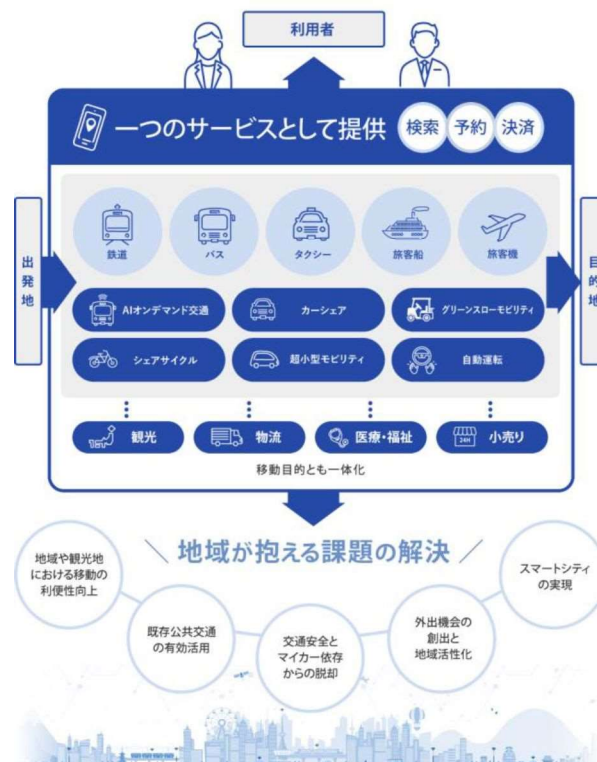 利用者
一つのサービスとして提供
検索
予約
決済
出発地
目的地
鉄道
バス
タクシー
旅客船
旅客機
AIオンデマンド交通
カーシェア
グリーンスローモビリティ
シェアサイクル
超小型モビリティ
自動運転
観光
物流
医療・福祉
24H
小売り
移動目的とも一体化
地域が抱える課題の解決
地域や観光地
における移動の
利便性向上
既存公共交通
の有効活用
交通安全と
マイカー依存
からの脱却
外出機会の
創出と
地域活性化
スマートシティ
の実現